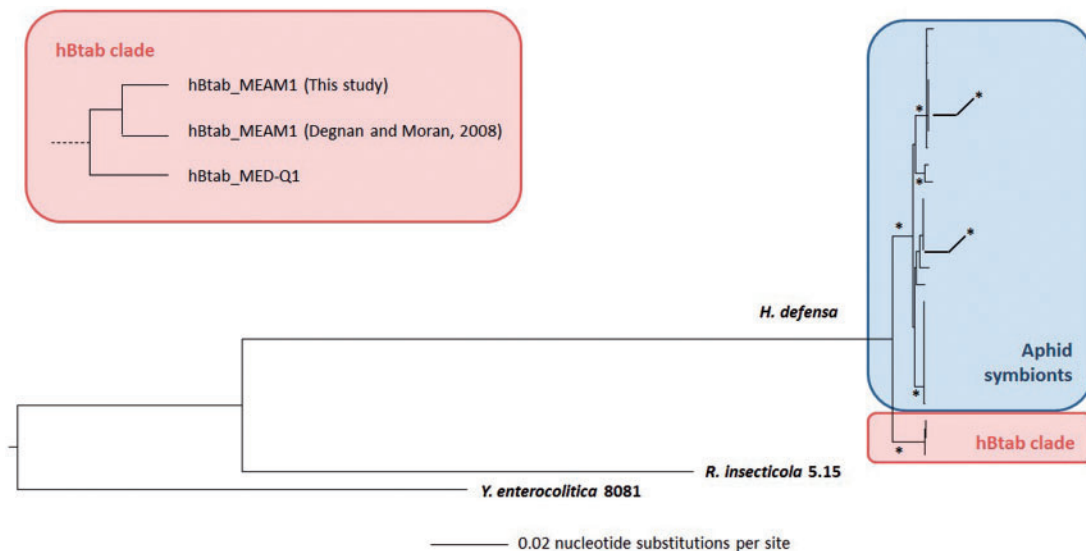 hBtab clade
hBtab_MEAM1 (This study)
hBtab_MEAM1 (Degnan and Moran, 2008)
hBtab_MED-Q1
*
*
*
*
*
H. defensa
Aphid
symbionts
*
hBtab clade
*
R. insecticola 5.15
Y. enterocolitica 8081
0.02 nucleotide substitutions per site